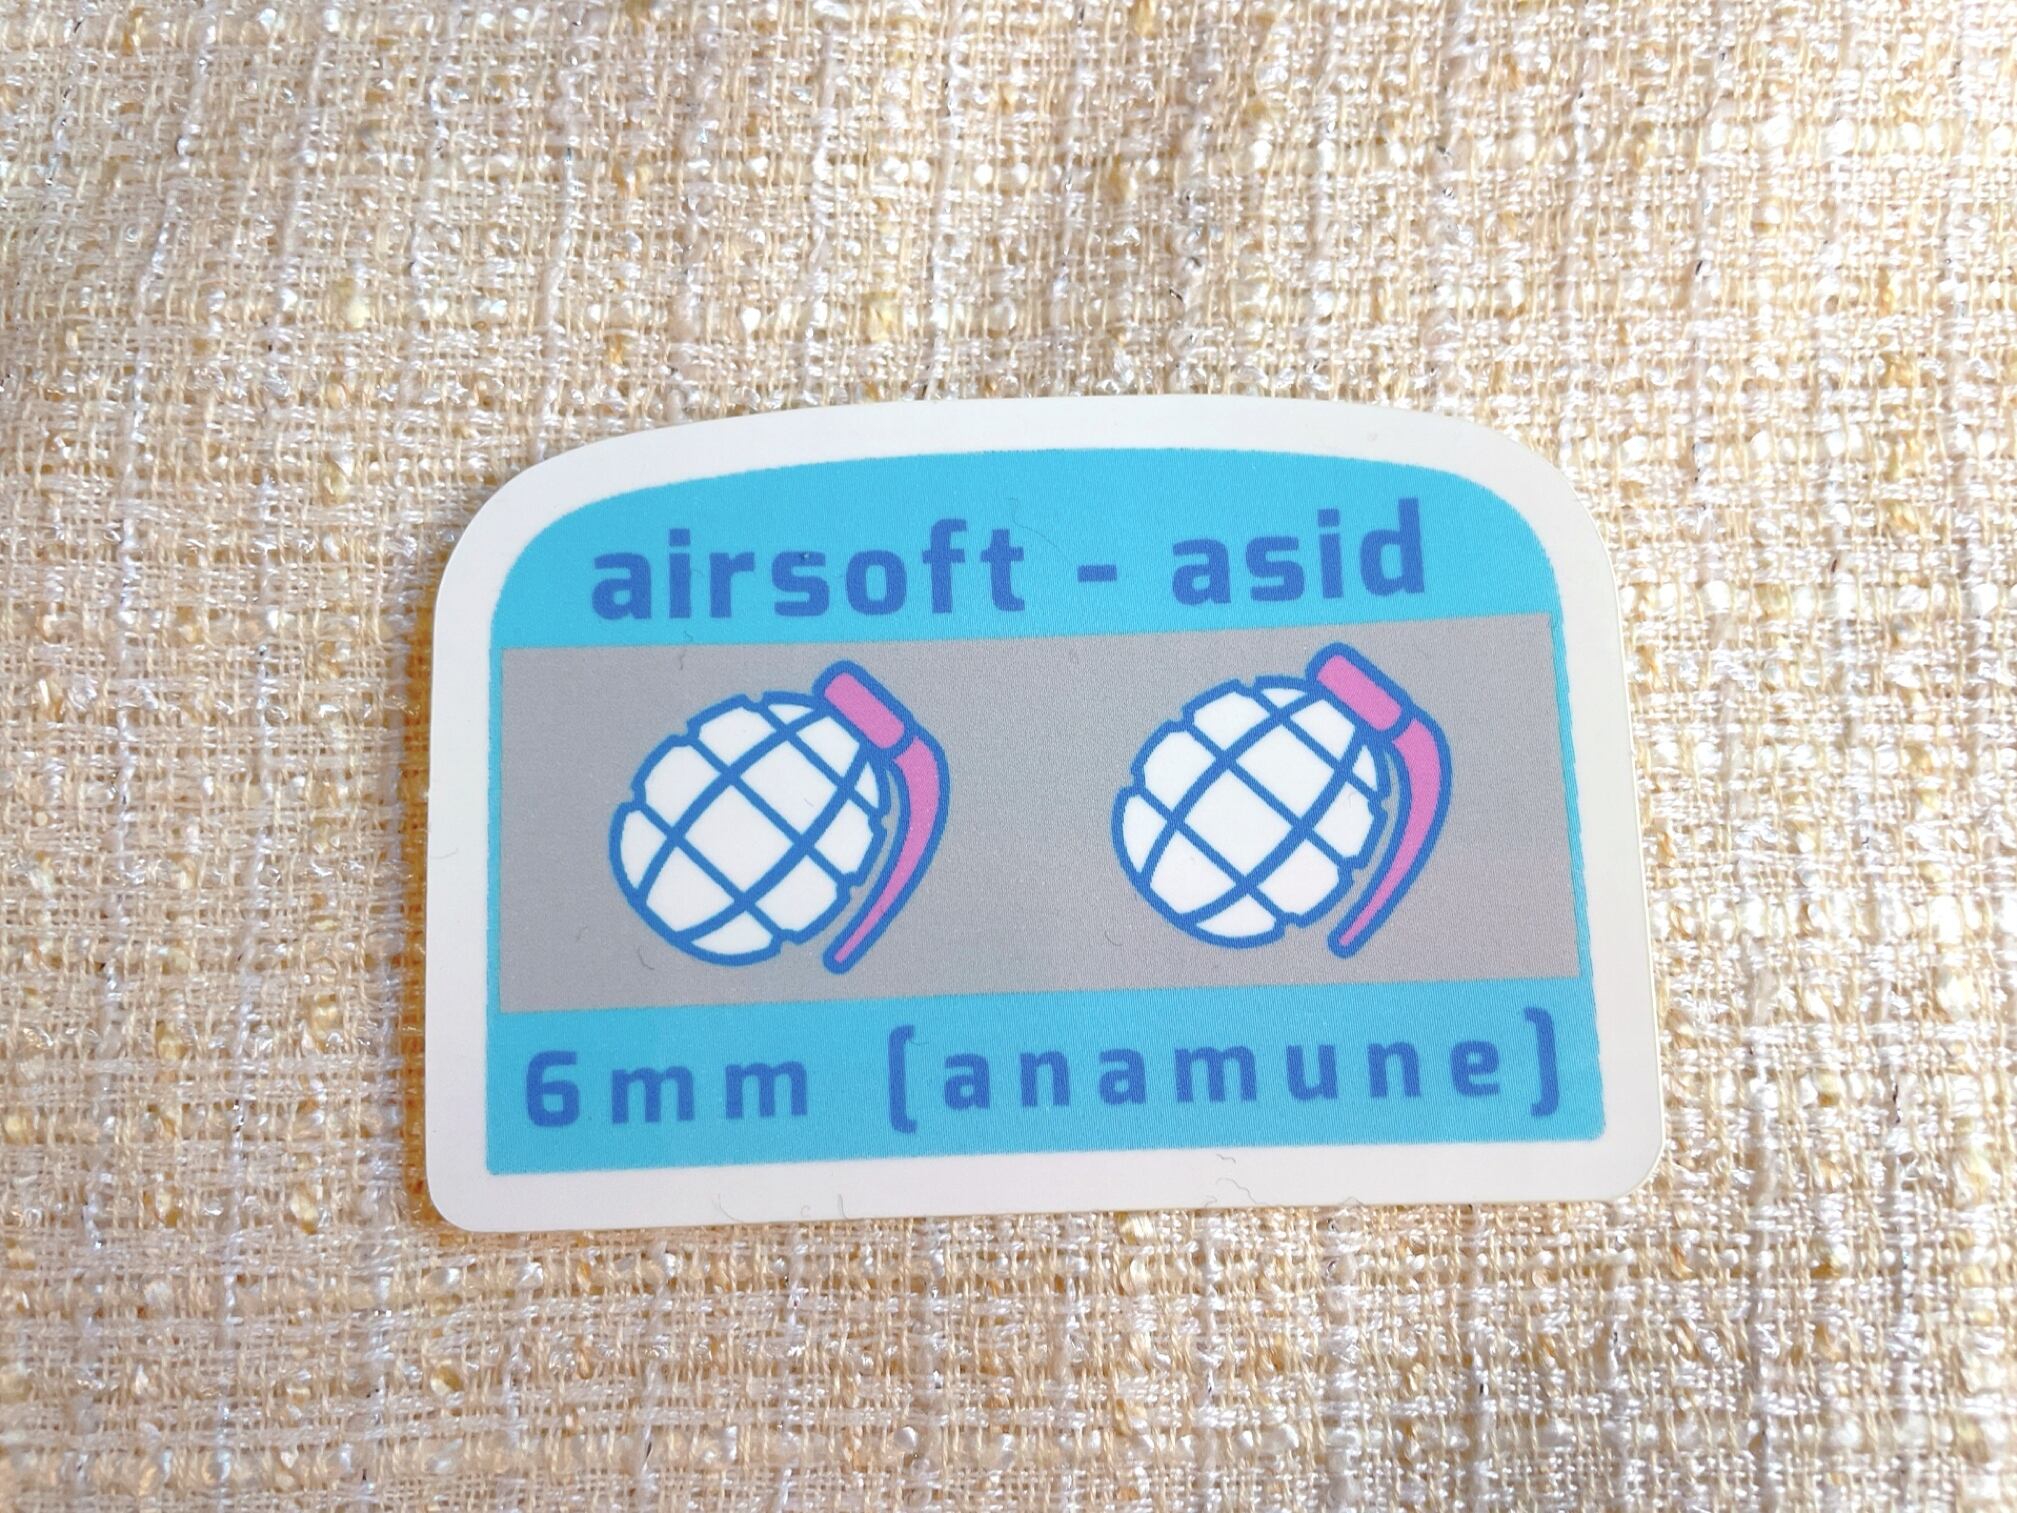 airsoft - asid
6mm [anamune]